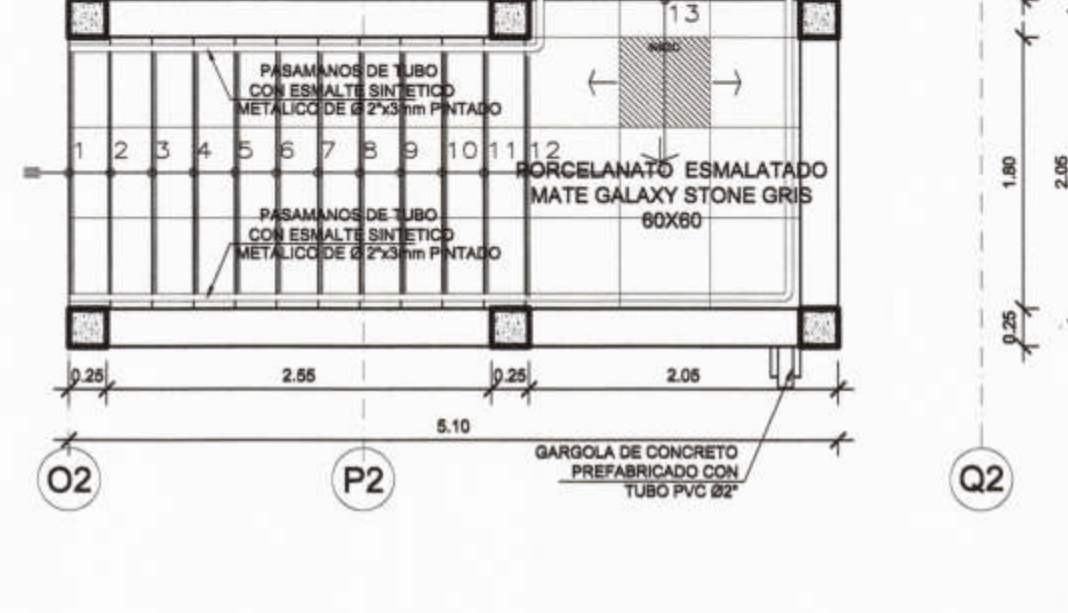 13
PASAMANOS DE TUBO
CON ESMALTE SINTETICO
METALICO DE Ø 2"x3mm PINTADO
1 2 3 4 5 6 7 8 9 10 11 12
PORCELANATO ESMALATADO
MATE GALAXY STONE GRIS
60X60
PASAMANOS DE TUBO
CON ESMALTE SINTETICO
METALICO DE Ø 2"x3mm PINTADO
1.80
2.05
0.25
0.25 2.55 0.25 2.05
5.10
GARGOLA DE CONCRETO
PREFABRICADO CON
TUBO PVC Ø2"
O2 P2 Q2